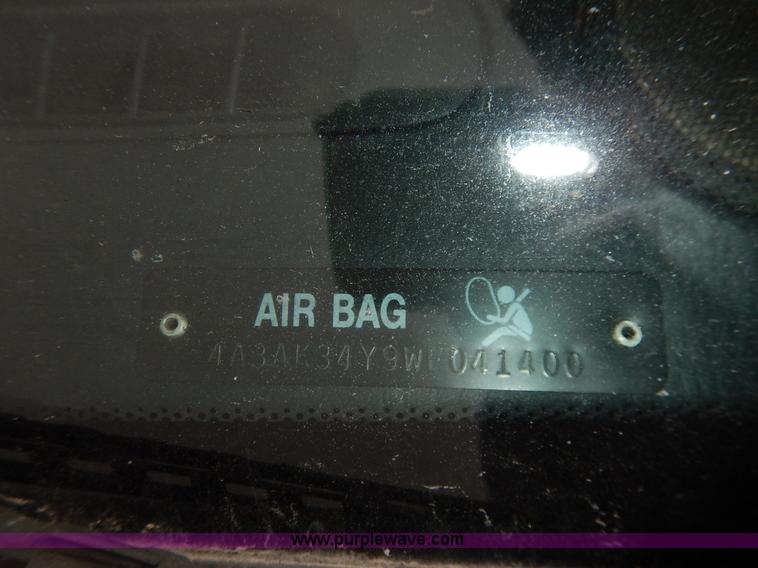 AIR BAG
4A3AK34Y9WE041400
www.purplewave.com